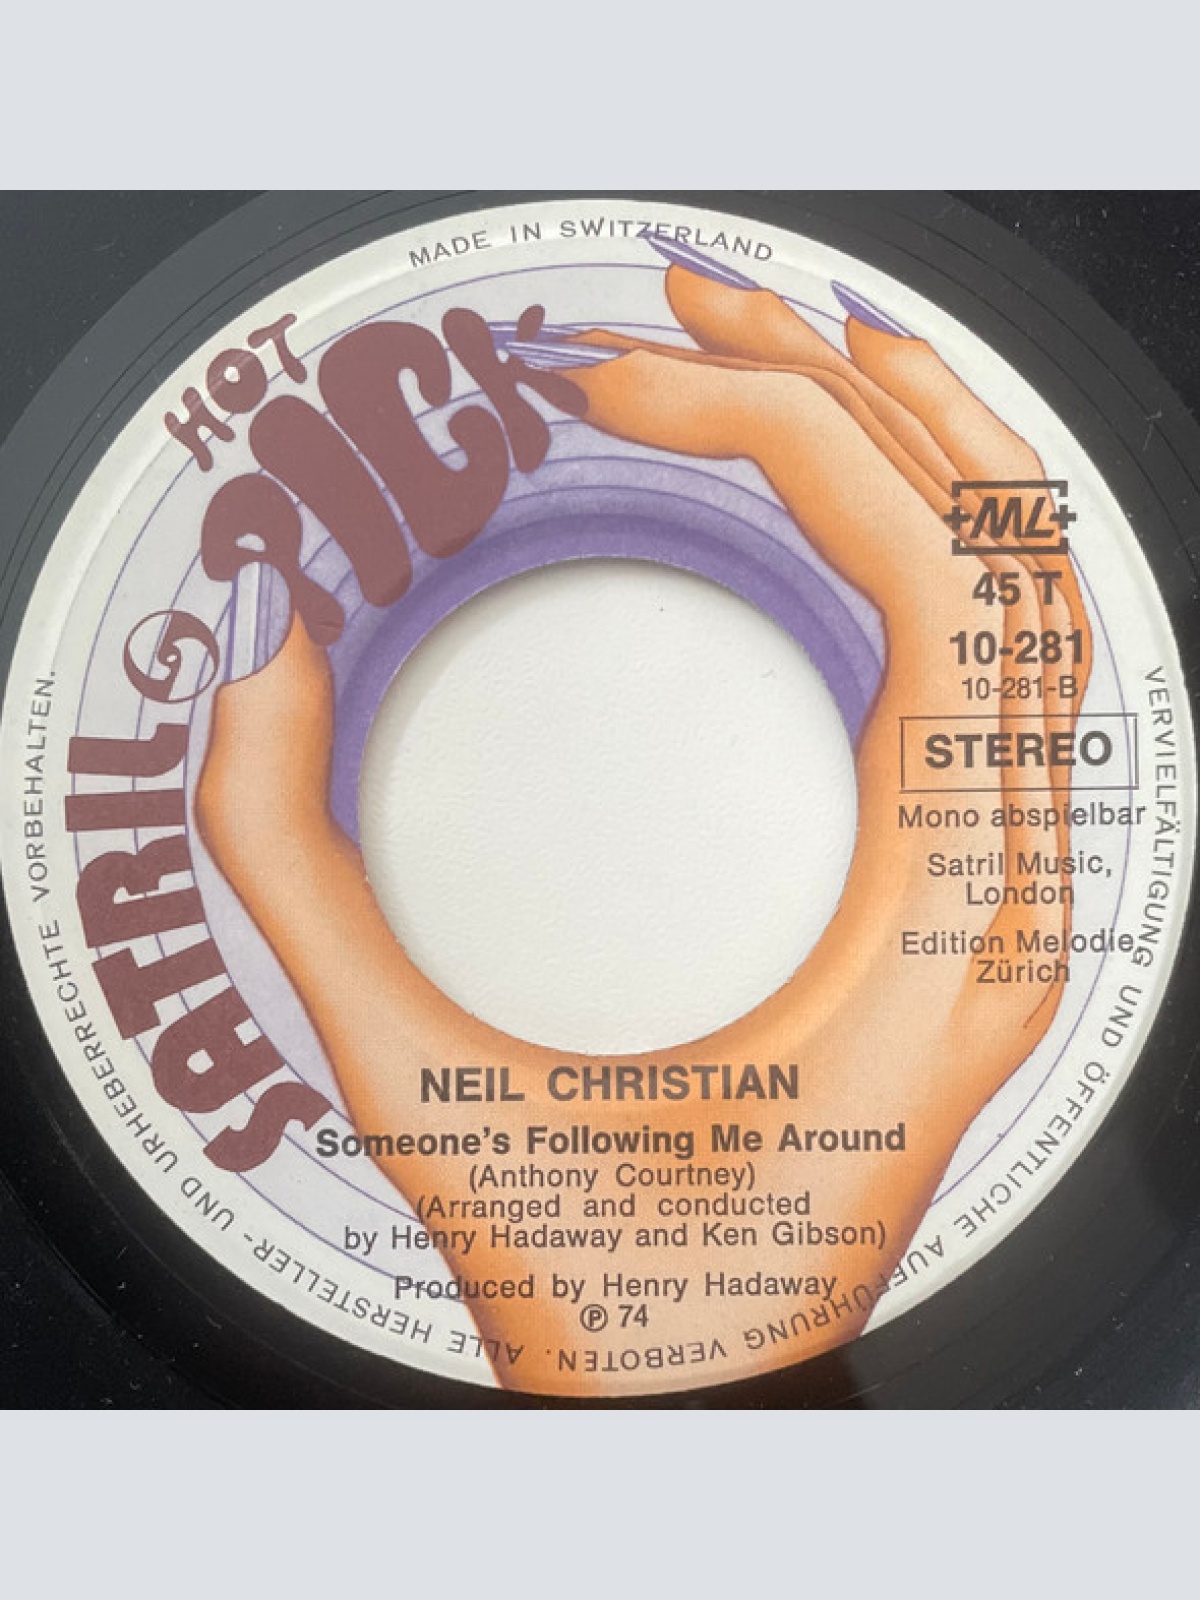 MADE IN SWITZERLAND
HOT
PICK
SATRIL
+ML+
45 T
10-281
10-281-B
STEREO
Mono abspielbar
Satril Music,
London
Edition Melodie,
Zürich
NEIL CHRISTIAN
Someone's Following Me Around
(Anthony Courtney)
(Arranged and conducted
by Henry Hadaway and Ken Gibson)
Produced by Henry Hadaway
Ⓟ 74
ALLE HERSTELLER- UND URHEBERRECHTE VORBEHALTEN.
VERVIELFÄLTIGUNG UND ÖFFENTLICHE AUFFÜHRUNG VERBOTEN.